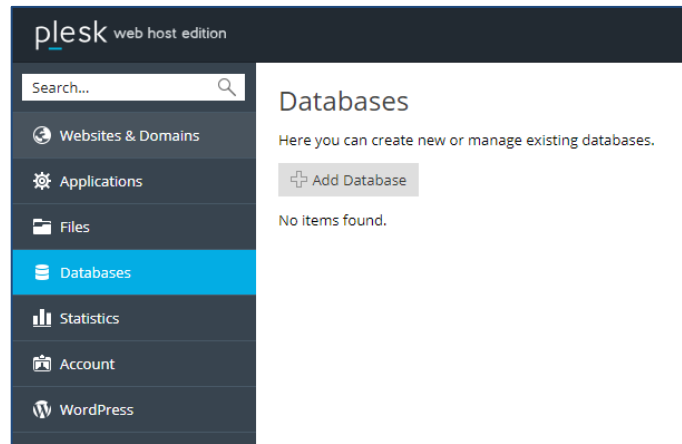 plesk web host edition
Search...
Websites & Domains
Applications
Files
Databases
Statistics
Account
WordPress
Databases
Here you can create new or manage existing databases.
Add Database
No items found.